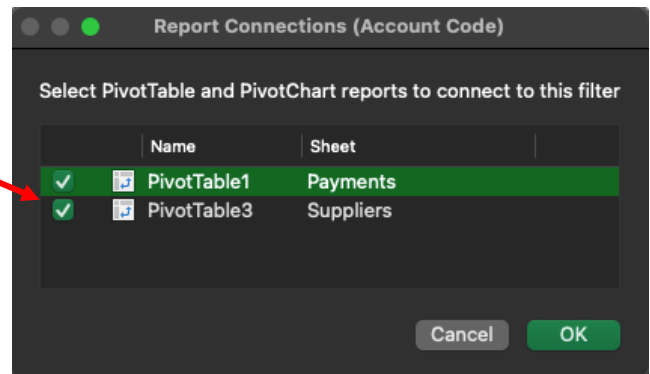 Report Connections (Account Code)
Select PivotTable and PivotChart reports to connect to this filter
Name Sheet
PivotTable1 Payments
PivotTable3 Suppliers
Cancel OK